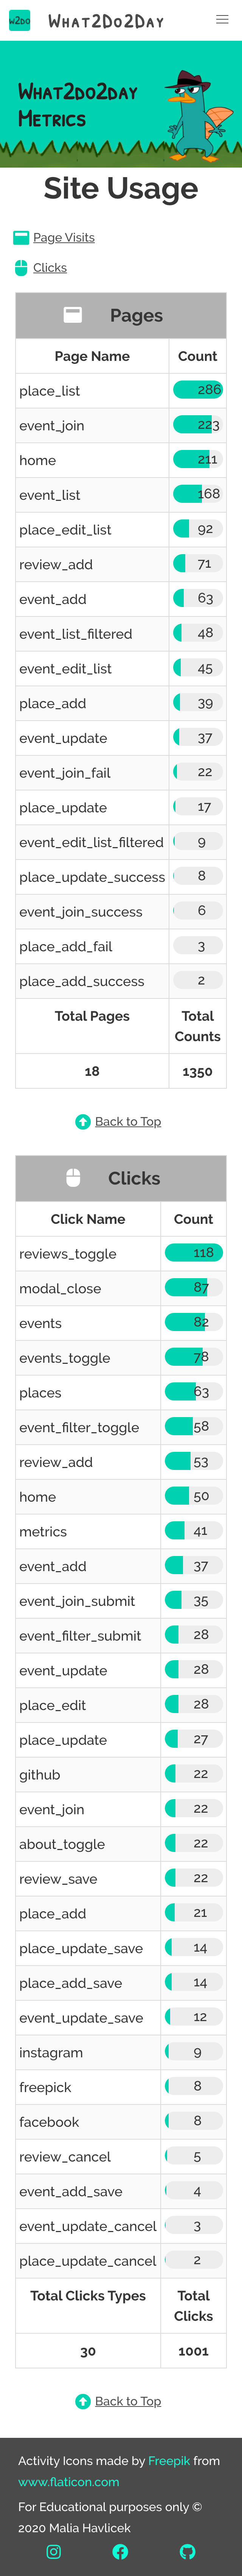 w2do What2Do2Day
What2do2day
Metrics
Site Usage
Page Visits
Clicks
Pages
Page Name Count
place_list 286
event_join 223
home 211
event_list 168
place_edit_list 92
review_add 71
event_add 63
event_list_filtered 48
event_edit_list 45
place_add 39
event_update 37
event_join_fail 22
place_update 17
event_edit_list_filtered 9
place_update_success 8
event_join_success 6
place_add_fail 3
place_add_success 2
Total Pages Total
Counts
18 1350
Back to Top
Clicks
Click Name Count
reviews_toggle 118
modal_close 87
events 82
events_toggle 78
places 63
event_filter_toggle 58
review_add 53
home 50
metrics 41
event_add 37
event_join_submit 35
event_filter_submit 28
event_update 28
place_edit 28
place_update 27
github 22
event_join 22
about_toggle 22
review_save 22
place_add 21
place_update_save 14
place_add_save 14
event_update_save 12
instagram 9
freepick 8
facebook 8
review_cancel 5
event_add_save 4
event_update_cancel 3
place_update_cancel 2
Total Clicks Types Total
Clicks
30 1001
Back to Top
Activity Icons made by Freepik from
www.flaticon.com
For Educational purposes only ©
2020 Malia Havlicek